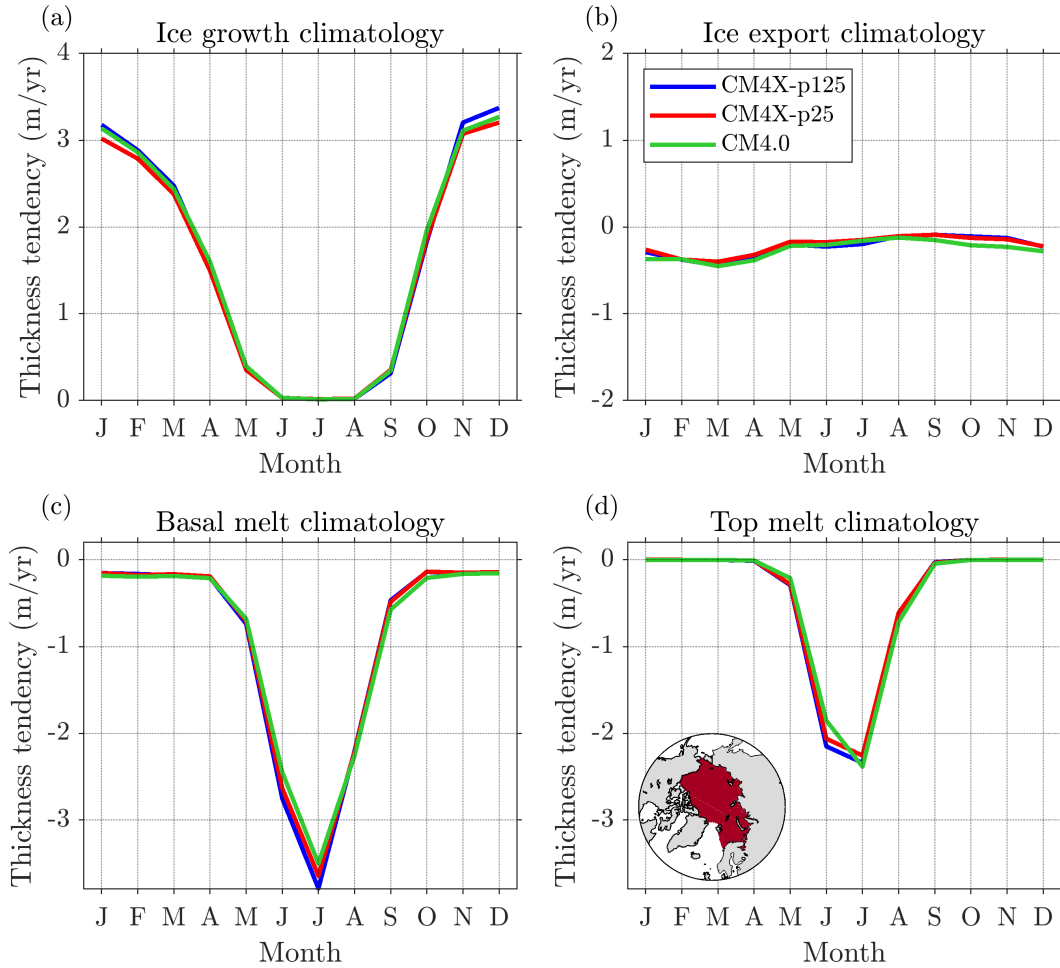 (a)
Ice growth climatology
Thickness tendency (m/yr)
4
3
2
1
0
J F M A M J J A S O N D
Month
(b)
Ice export climatology
Thickness tendency (m/yr)
2
1
0
-1
-2
CM4X-p125
CM4X-p25
CM4.0
J F M A M J J A S O N D
Month
(c)
Basal melt climatology
Thickness tendency (m/yr)
0
-1
-2
-3
J F M A M J J A S O N D
Month
(d)
Top melt climatology
Thickness tendency (m/yr)
0
-1
-2
-3
J F M A M J J A S O N D
Month